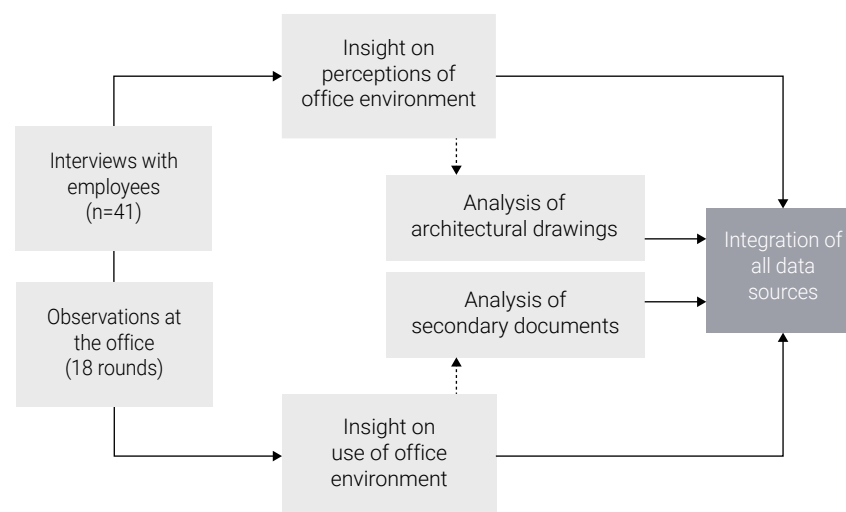 Insight on
perceptions of
office environment
Interviews with
employees
(n=41)
Analysis of
architectural drawings
Integration of
all data
sources
Observations at
the office
(18 rounds)
Analysis of
secondary documents
Insight on
use of office
environment